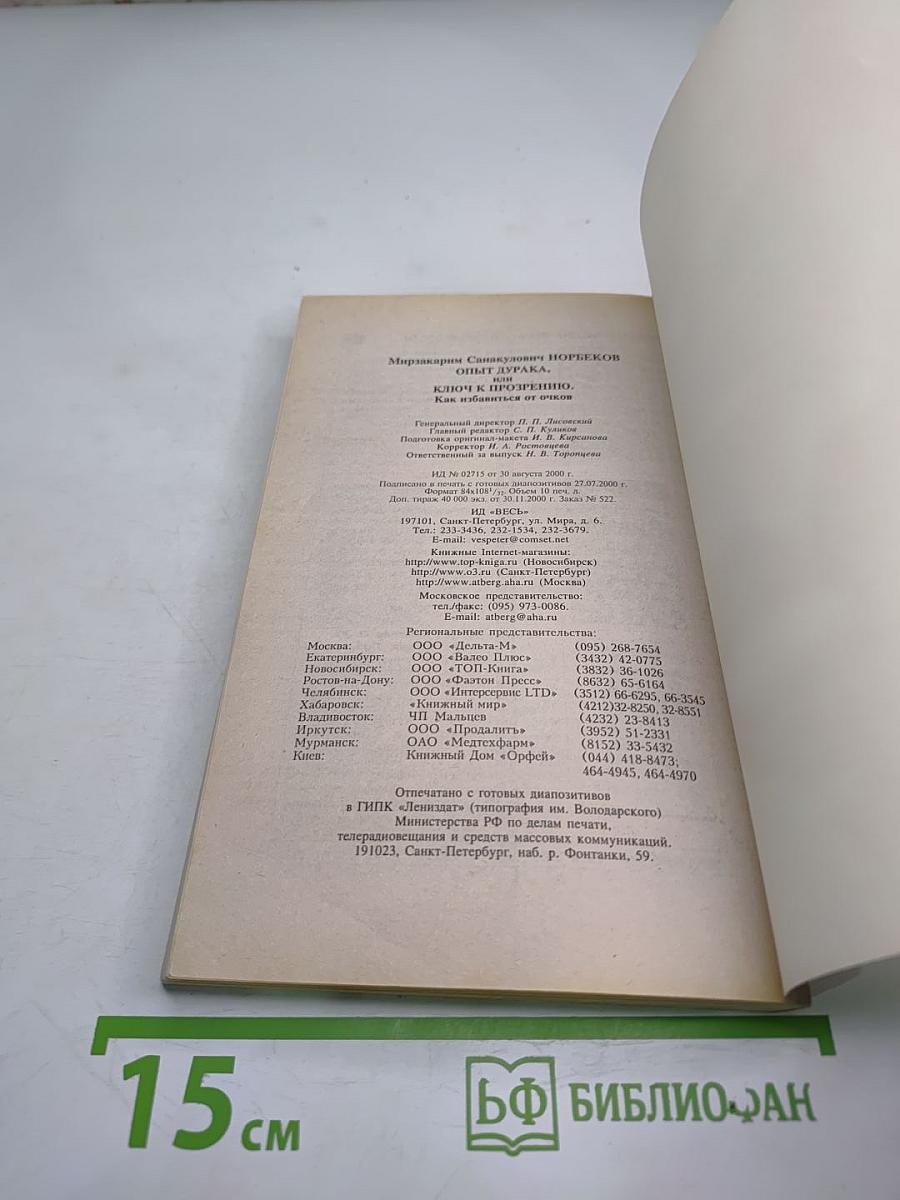 Мирзакарим Санакулович НОРБЕКОВ
ОПЫТ ДУРАКА,
или
КЛЮЧ К ПРОЗРЕНИЮ.
Как избавиться от очков
Генеральный директор П. П. Лисовский
Главный редактор С. П. Куликов
Подготовка оригинал-макета И. В. Кирсанова
Корректор И. А. Ростовцева
Ответственный за выпуск Н. В. Торопцева
ИД № 02715 от 30 августа 2000 г.
Подписано в печать с готовых диапозитивов 27.07.2000 г.
Формат 84х108¹/₃₂. Объем 10 печ. л.
Доп. тираж 40 000 экз. от 30.11.2000 г. Заказ № 522.
ИД «ВЕСЬ»
197101, Санкт-Петербург, ул. Мира, д. 6.
Тел.: 233-3436, 232-1534, 232-3679.
E-mail: vespeter@comset.net
Книжные Internet-магазины:
http://www.top-kniga.ru (Новосибирск)
http://www.o3.ru (Санкт-Петербург)
http://www.atberg.aha.ru (Москва)
Московское представительство:
тел./факс: (095) 973-0086.
E-mail: atberg@aha.ru
Региональные представительства:
Москва: ООО «Дельта-М» (095) 268-7654
Екатеринбург: ООО «Валео Плюс» (3432) 42-0775
Новосибирск: ООО «ТОП-Книга» (3832) 36-1026
Ростов-на-Дону: ООО «Фаэтон Пресс» (8632) 65-6164
Челябинск: ООО «Интерсервис LTD» (3512) 66-6295, 66-3545
Хабаровск: «Книжный мир» (4212)32-8250, 32-8551
Владивосток: ЧП Мальцев (4232) 23-8413
Иркутск: ООО «Продалитъ» (3952) 51-2331
Мурманск: ОАО «Медтехфарм» (8152) 33-5432
Киев: Книжный Дом «Орфей» (044) 418-8473;
464-4945, 464-4970
Отпечатано с готовых диапозитивов
в ГИПК «Лениздат» (типография им. Володарского)
Министерства РФ по делам печати,
телерадиовещания и средств массовых коммуникаций.
191023, Санкт-Петербург, наб. р. Фонтанки, 59.
15 см БФ БИБЛИОФАН